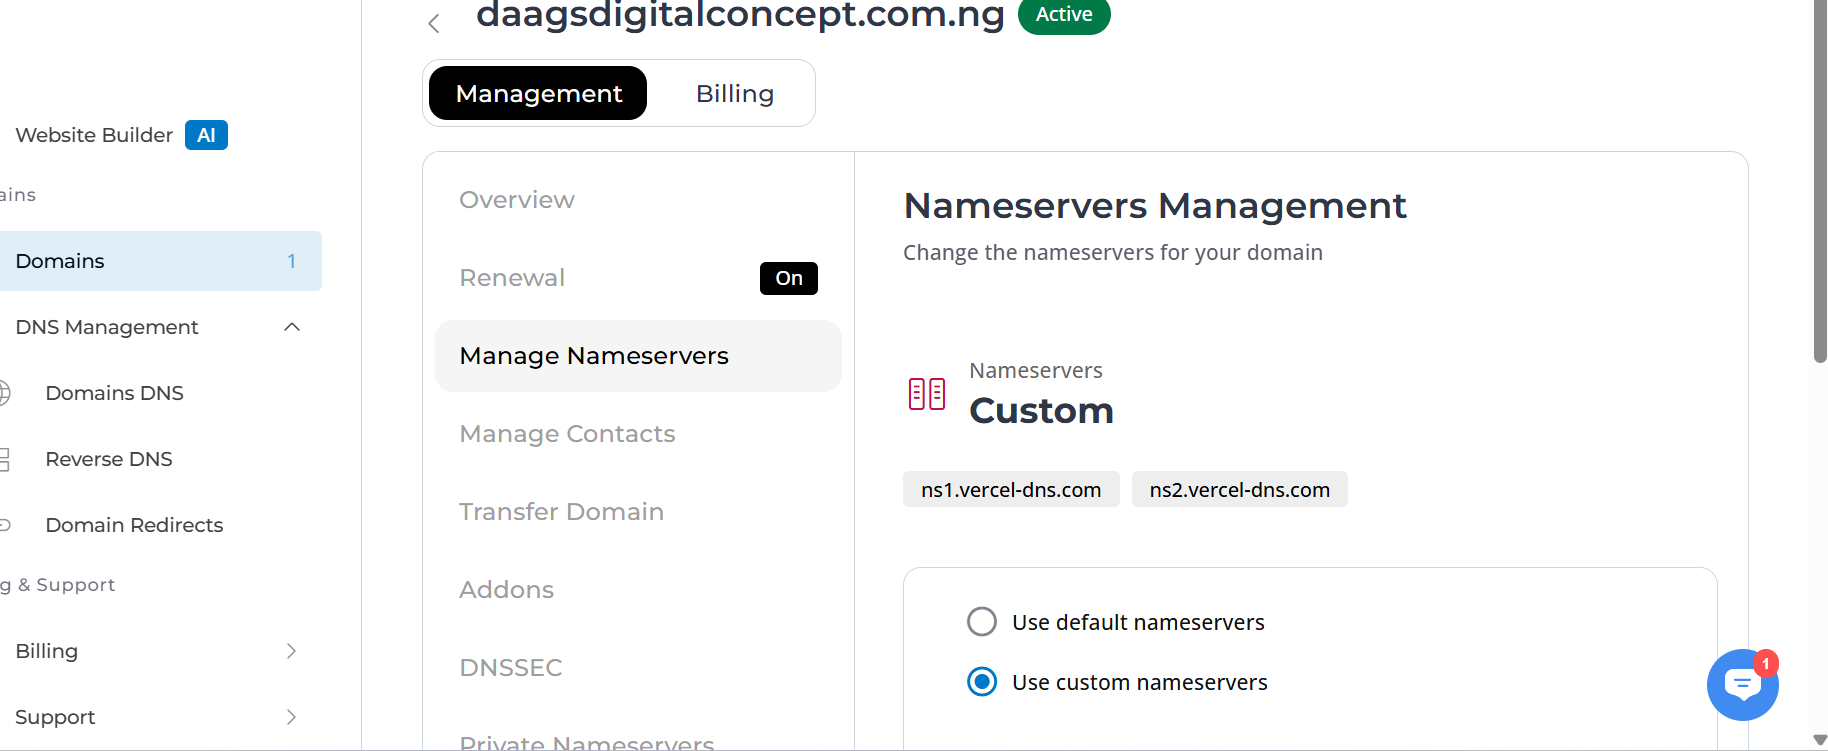 daagsdigitalconcept.com.ng Active
Management Billing
Website Builder AI
ains
Domains 1
DNS Management
Domains DNS
Reverse DNS
Domain Redirects
g & Support
Billing
Support
Overview
Renewal On
Manage Nameservers
Manage Contacts
Transfer Domain
Addons
DNSSEC
Private Nameservers
Nameservers Management
Change the nameservers for your domain
Nameservers
Custom
ns1.vercel-dns.com ns2.vercel-dns.com
Use default nameservers
Use custom nameservers
1